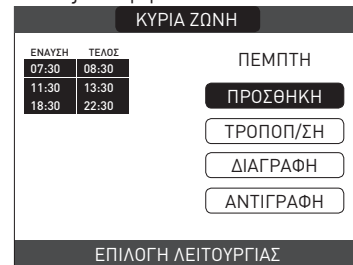 ΚΥΡΙΑ ΖΩΝΗ
ΕΝΑΥΣΗ ΤΕΛΟΣ
07:30 08:30
11:30 13:30
18:30 22:30
ΠΕΜΠΤΗ
ΠΡΟΣΘΗΚΗ
ΤΡΟΠΟΠ/ΣΗ
ΔΙΑΓΡΑΦΗ
ΑΝΤΙΓΡΑΦΗ
ΕΠΙΛΟΓΗ ΛΕΙΤΟΥΡΓΙΑΣ